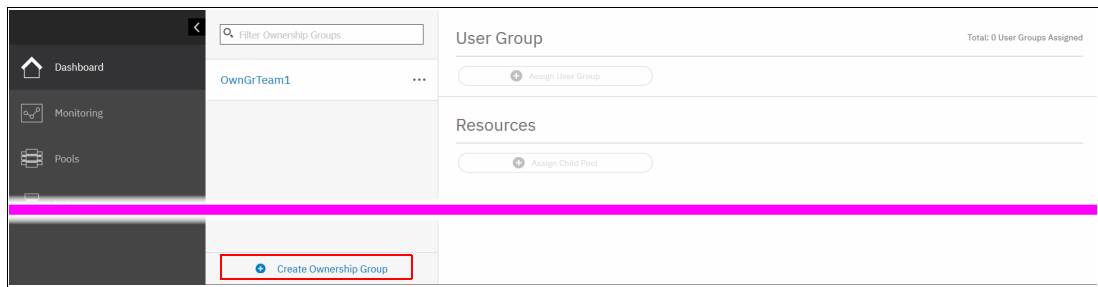 Dashboard
Monitoring
Pools
Filter Ownership Groups
OwnGrTeam1
Create Ownership Group
User Group
Total: 0 User Groups Assigned
Assign User Group
Resources
Assign Child Pool